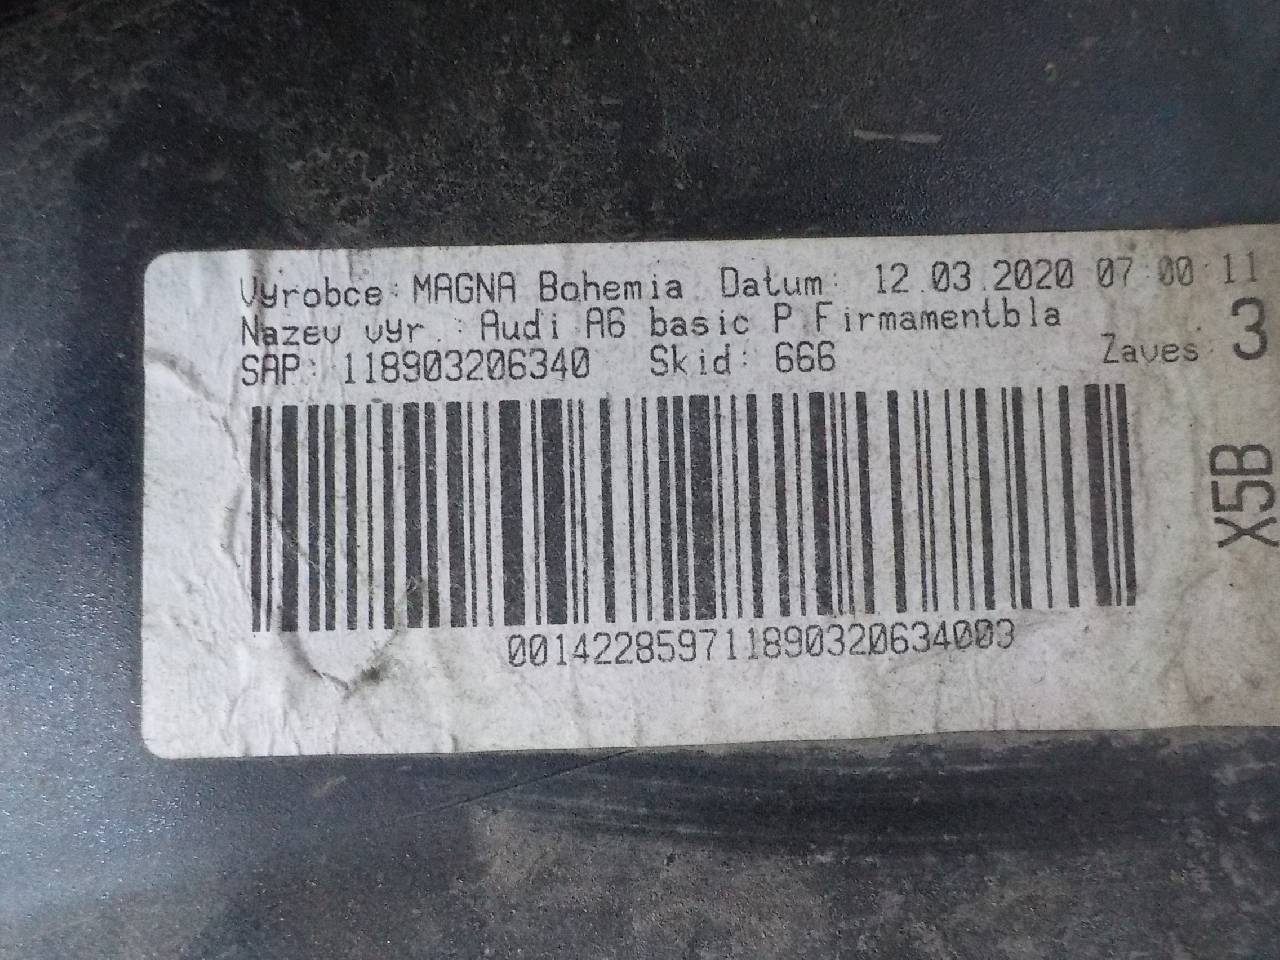 Vyrobce: MAGNA Bohemia Datum: 12.03.2020 07:00:11
Nazev vyr.: Audi A6 basic P Firmamentbla
SAP: 118903206340 Skid: 666 Zaves: 3
X5B
001422859711890320634003